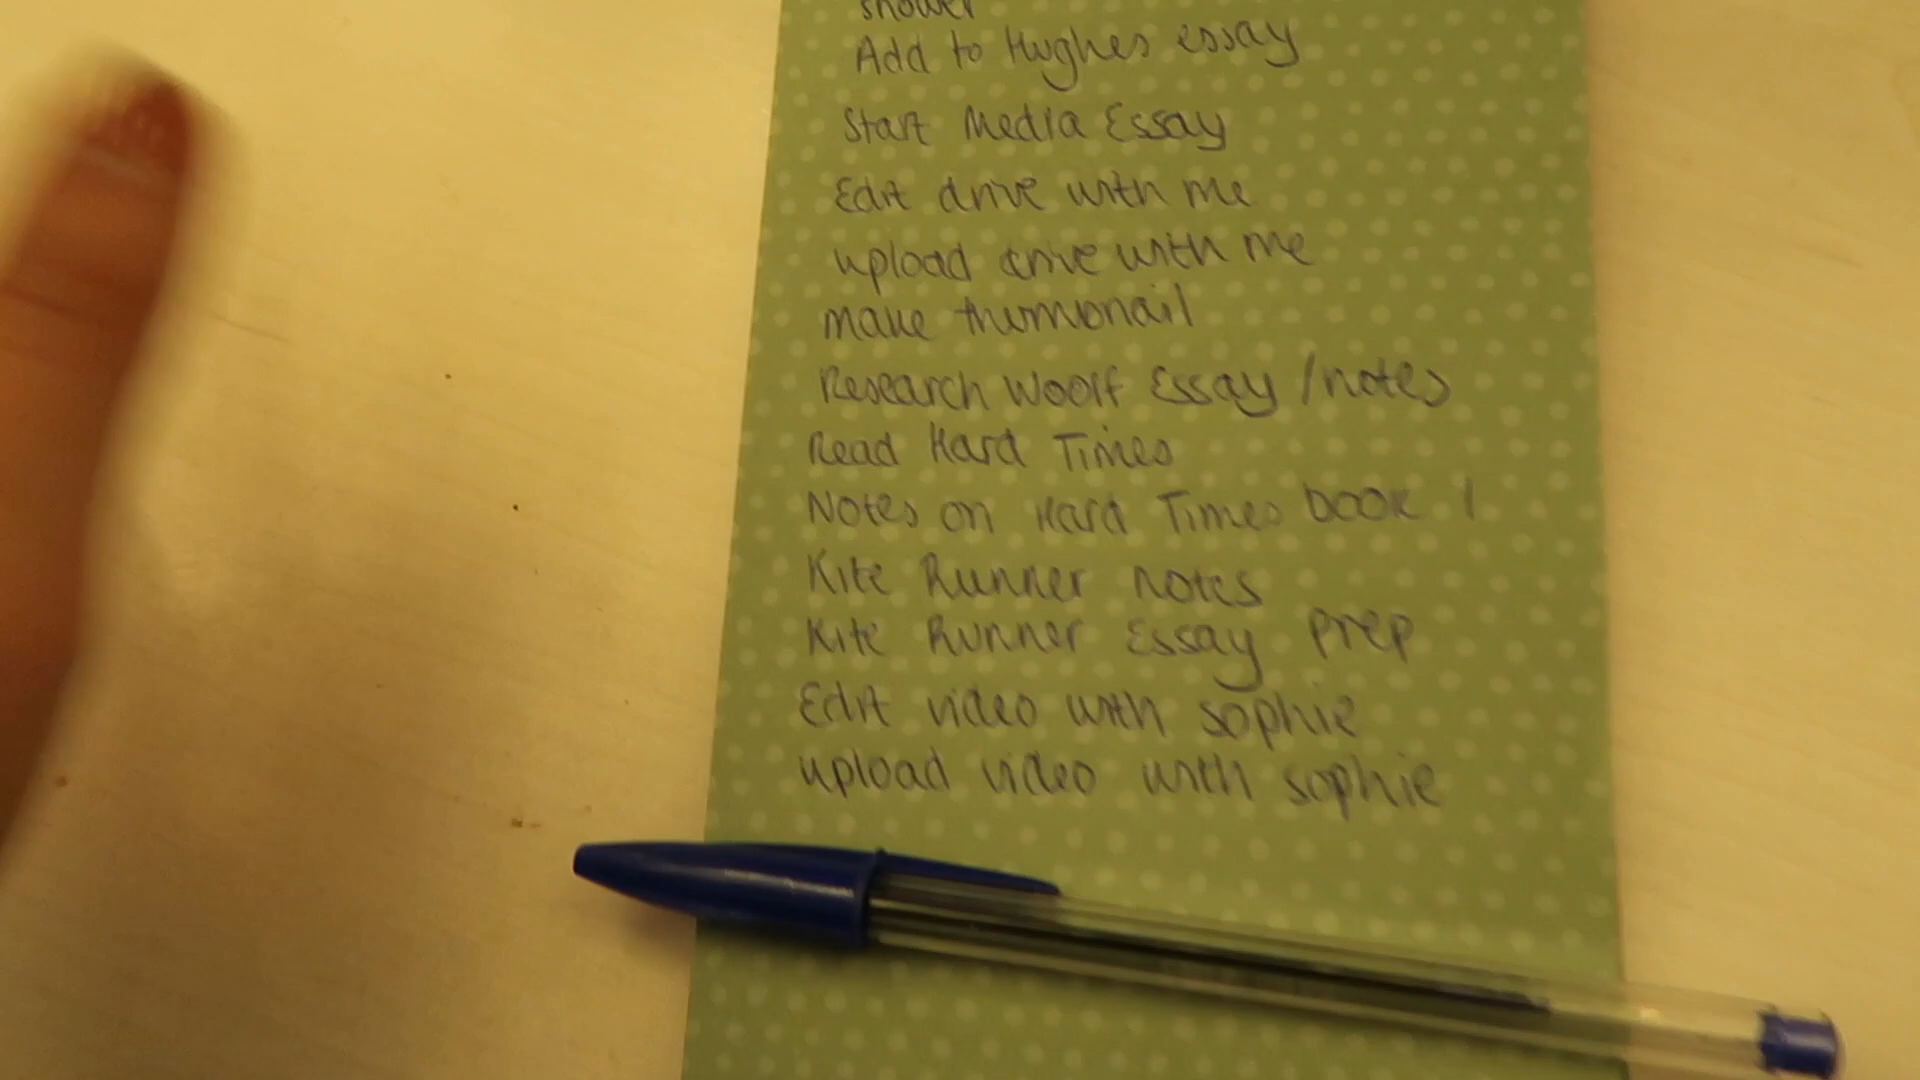 shower
Add to Hughes essay
Start Media Essay
Edit drive with me
upload drive with me
make thumbnail
Research Woolf Essay / notes
Read Hard Times
Notes on Hard Times book 1
Kite Runner notes
Kite Runner Essay prep
Edit video with sophie
upload video with sophie